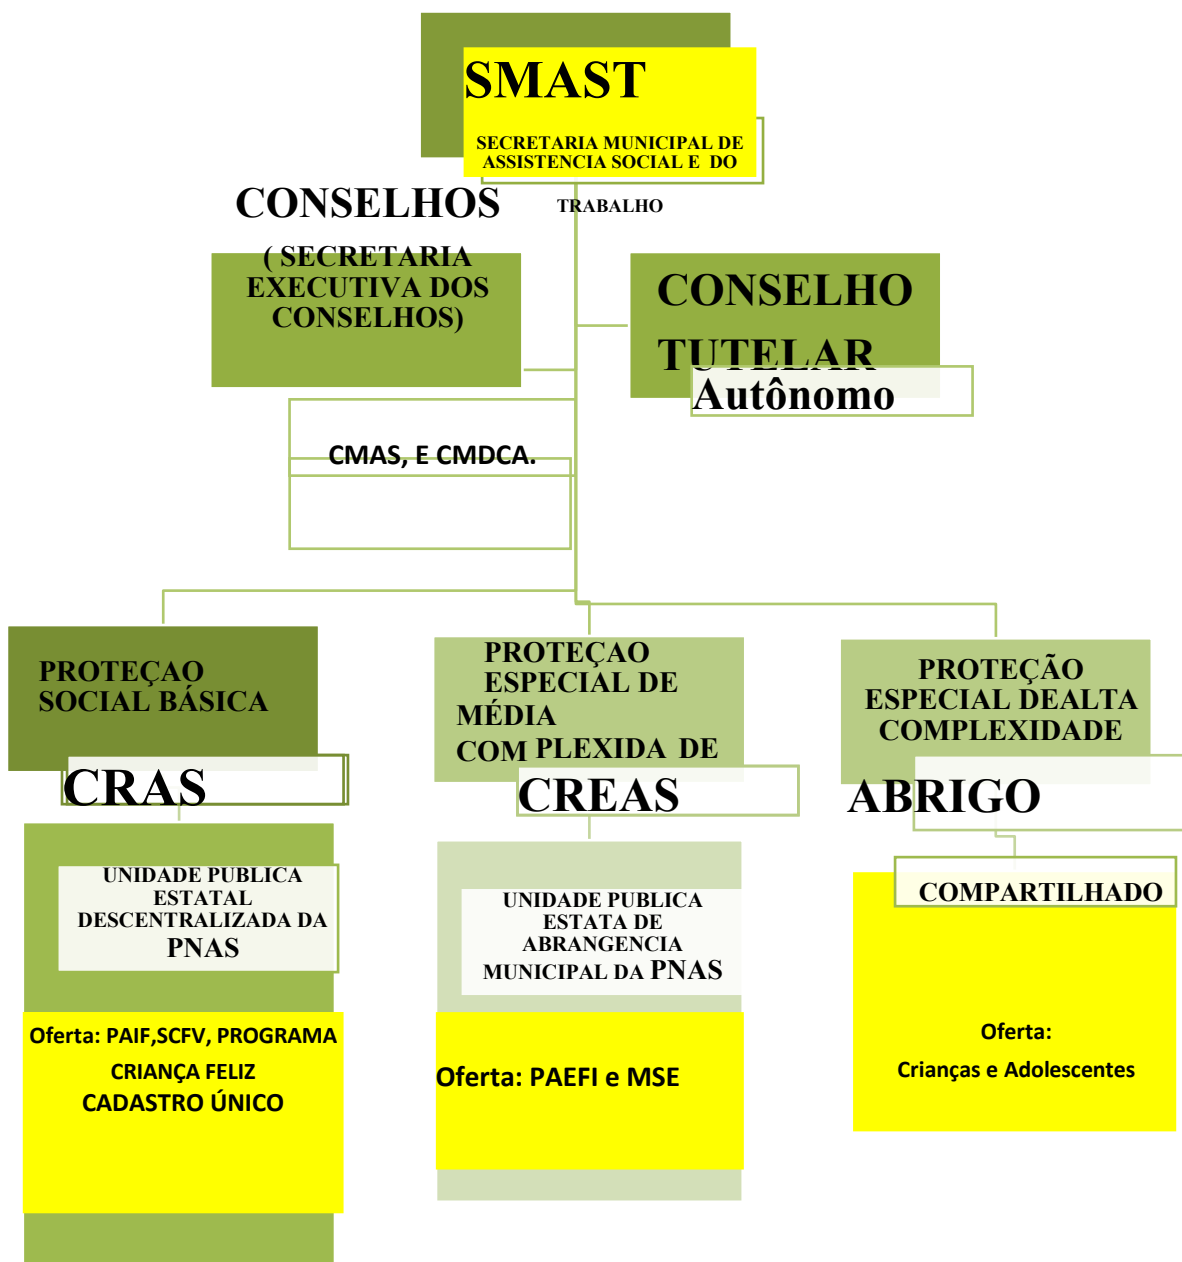 SMAST
SECRETARIA MUNICIPAL DE
ASSISTENCIA SOCIAL E DO
TRABALHO
CONSELHOS
( SECRETARIA
EXECUTIVA DOS
CONSELHOS)
CONSELHO
TUTELAR
Autônomo
CMAS, E CMDCA.
PROTEÇAO
SOCIAL BÁSICA
CRAS
UNIDADE PUBLICA
ESTATAL
DESCENTRALIZADA DA
PNAS
Oferta: PAIF,SCFV, PROGRAMA
CRIANÇA FELIZ
CADASTRO ÚNICO
PROTEÇAO
ESPECIAL DE
MÉDIA
COM PLEXIDA DE
CREAS
UNIDADE PUBLICA
ESTATA DE
ABRANGENCIA
MUNICIPAL DA PNAS
Oferta: PAEFI e MSE
PROTEÇÃO
ESPECIAL DEALTA
COMPLEXIDADE
ABRIGO
COMPARTILHADO
Oferta:
Crianças e Adolescentes